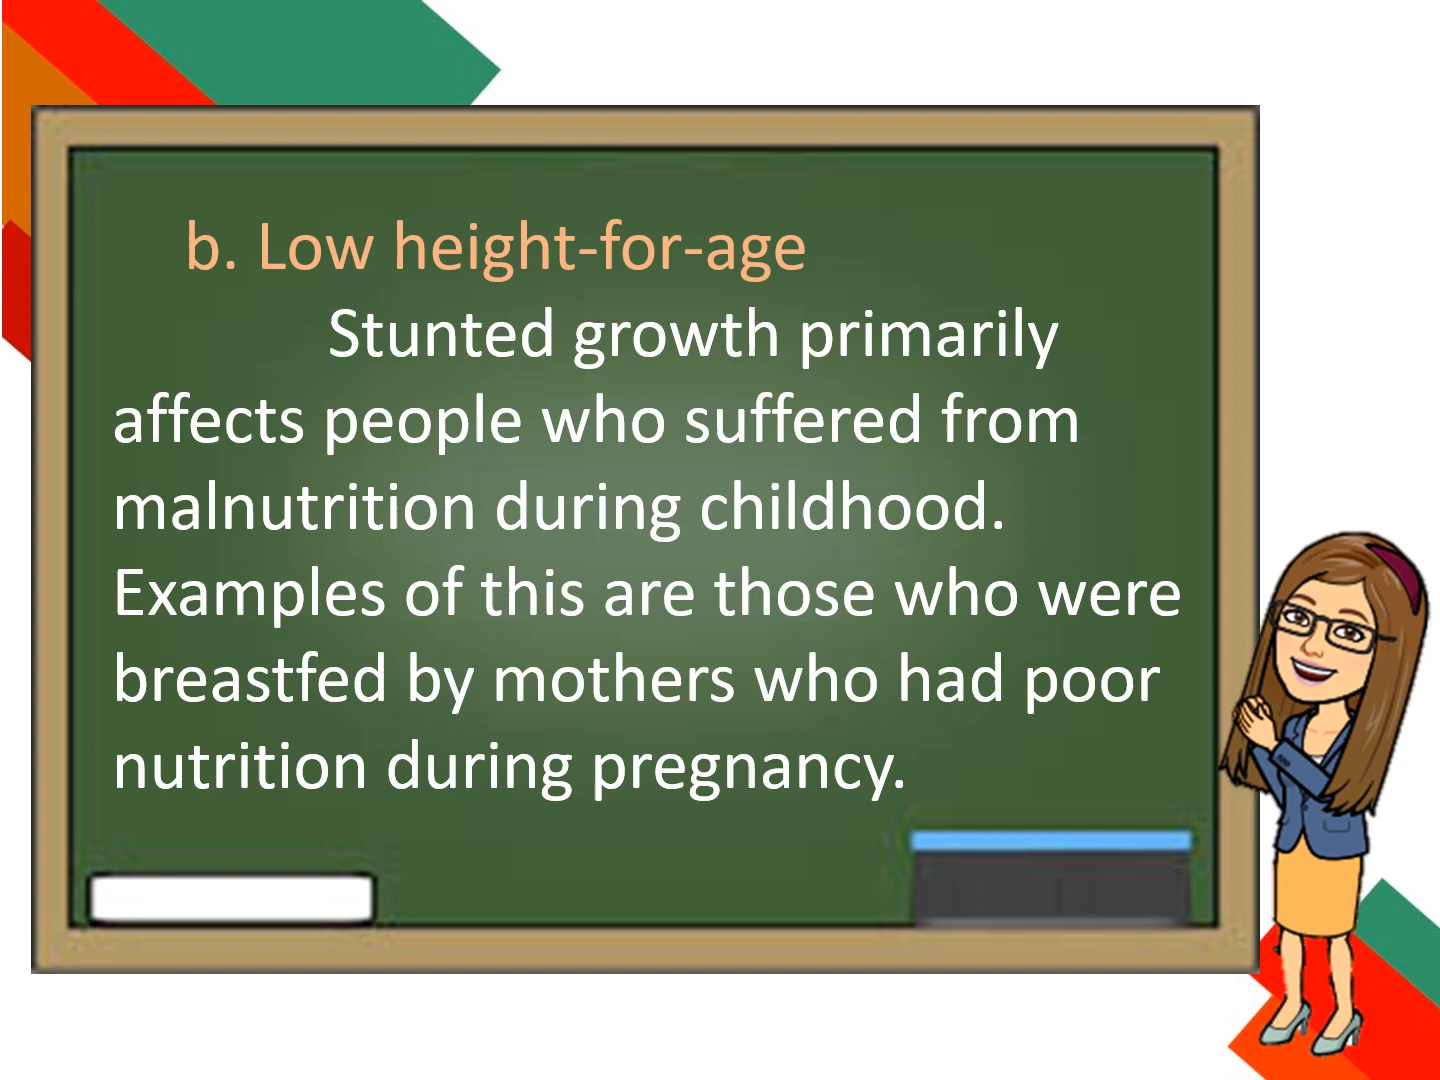 b. Low height-for-age
Stunted growth primarily
affects people who suffered from
malnutrition during childhood.
Examples of this are those who were
breastfed by mothers who had poor
nutrition during pregnancy.